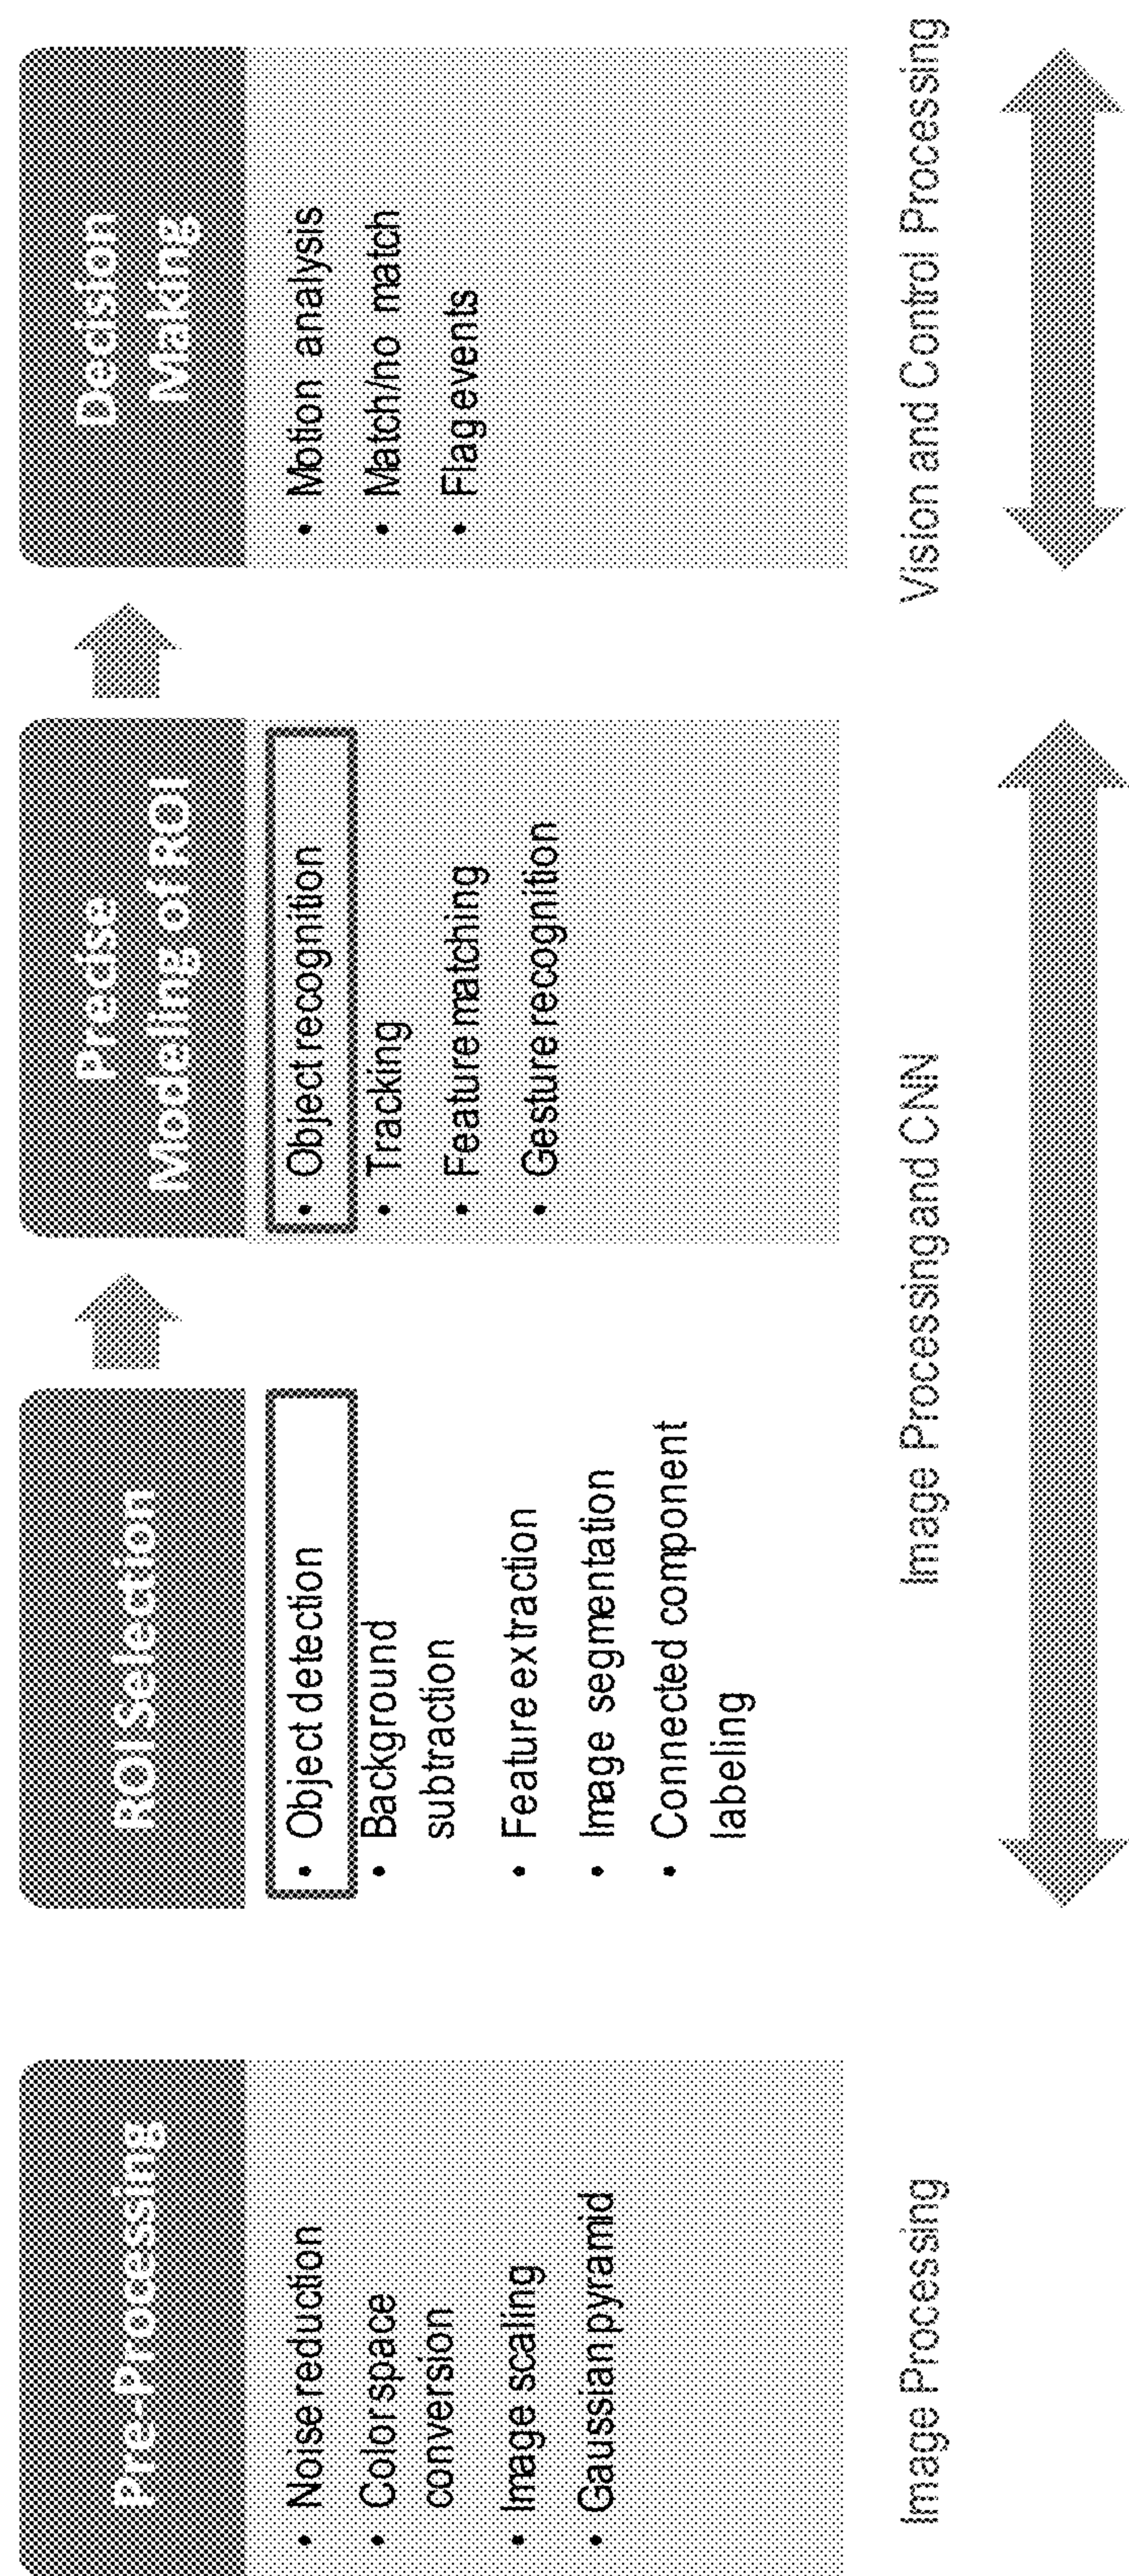 Pre-Processing
• Noise reduction
• Color space
conversion
• Image scaling
• Gaussian pyramid
Image Processing
ROI Selection
• Object detection
• Background
subtraction
• Feature extraction
• Image segmentation
• Connected component
labeling
Precise
Modeling of ROI
• Object recognition
• Tracking
• Feature matching
• Gesture recognition
Image Processing and CNN
Decision
Making
• Motion analysis
• Match/no match
• Flag events
Vision and Control Processing